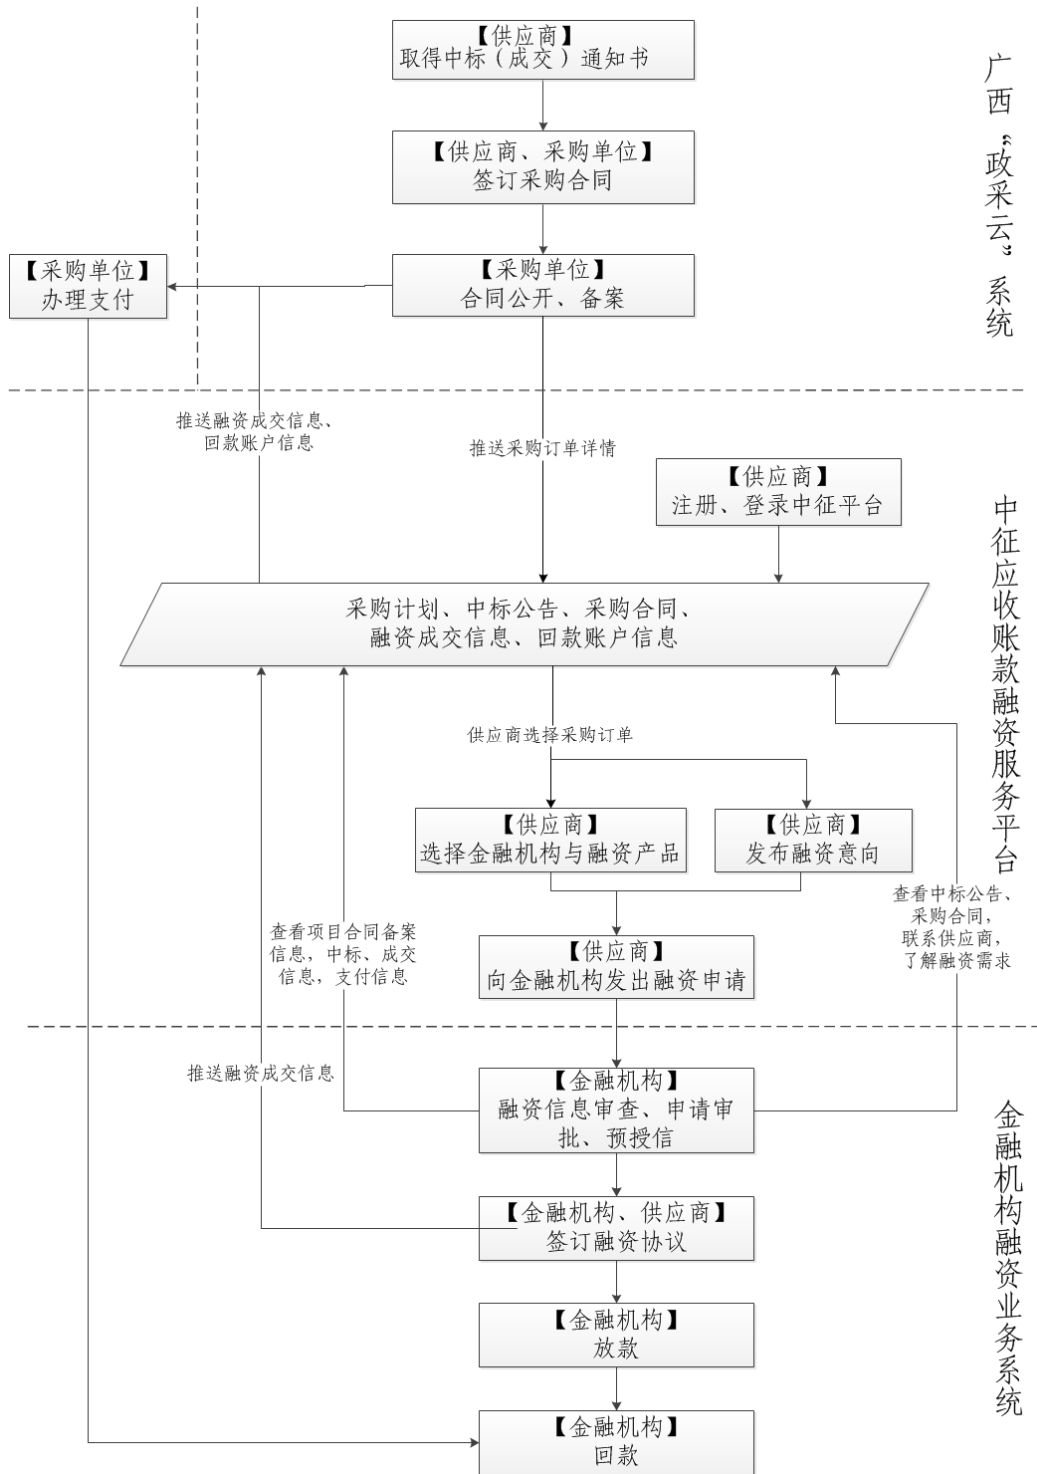 【供应商】
取得中标（成交）通知书
广西“政采云”系统
【供应商、采购单位】
签订采购合同
【采购单位】
办理支付
【采购单位】
合同公开、备案
推送融资成交信息、
回款账户信息
推送采购订单详情
【供应商】
注册、登录中征平台
中征应收账款融资服务平台
采购计划、中标公告、采购合同、
融资成交信息、回款账户信息
供应商选择采购订单
【供应商】
选择金融机构与融资产品
【供应商】
发布融资意向
查看中标公告、
采购合同，
联系供应商，
了解融资需求
查看项目合同备案
信息，中标、成交
信息，支付信息
【供应商】
向金融机构发出融资申请
推送融资成交信息
【金融机构】
融资信息审查、申请审
批、预授信
金融机构融资业务系统
【金融机构、供应商】
签订融资协议
【金融机构】
放款
【金融机构】
回款